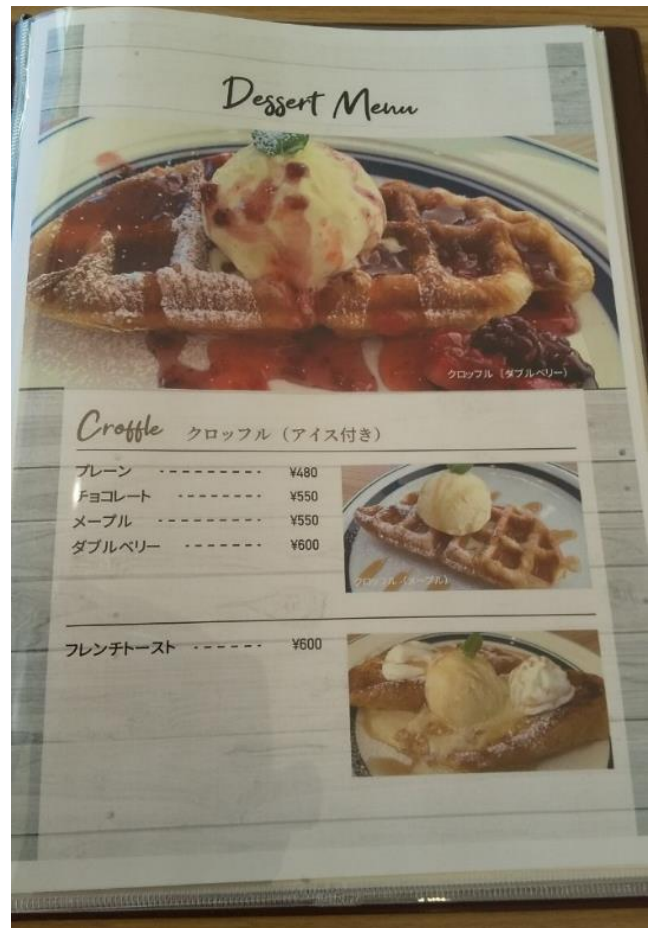 Dessert Menu
クロッフル（ダブルベリー）
Croffle クロッフル（アイス付き）
プレーン ・-------- ¥480
チョコレート -------- ¥550
メープル ・-------- ¥550
ダブルベリー ------- ¥600
クロッフル（メープル）
フレンチトースト ・------ ¥600